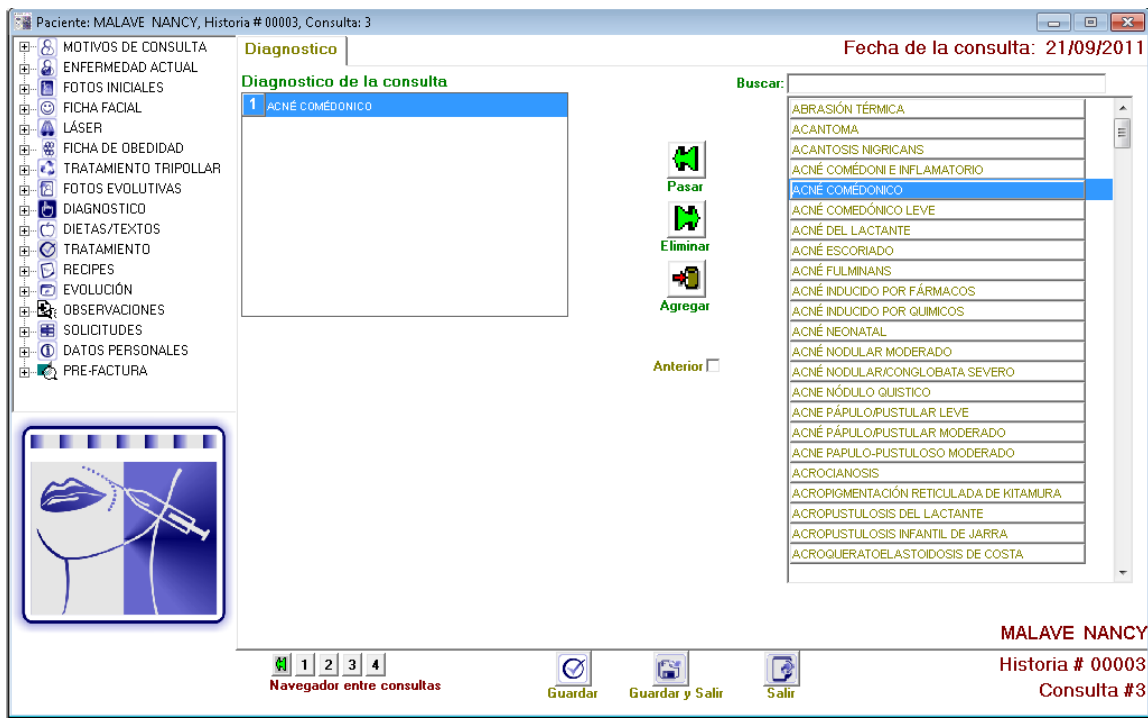 Paciente: MALAVE NANCY, Historia # 00003, Consulta: 3
MOTIVOS DE CONSULTA
ENFERMEDAD ACTUAL
FOTOS INICIALES
FICHA FACIAL
LÁSER
FICHA DE OBEDIDAD
TRATAMIENTO TRIPOLLAR
FOTOS EVOLUTIVAS
DIAGNOSTICO
DIETAS/TEXTOS
TRATAMIENTO
RECIPES
EVOLUCIÓN
OBSERVACIONES
SOLICITUDES
DATOS PERSONALES
PRE-FACTURA
Diagnostico
Fecha de la consulta: 21/09/2011
Diagnostico de la consulta
1 ACNÉ COMÉDONICO
Pasar
Eliminar
Agregar
Anterior
Buscar:
ABRASIÓN TÉRMICA
ACANTOMA
ACANTOSIS NIGRICANS
ACNÉ COMÉDONI E INFLAMATORIO
ACNÉ COMÉDONICO
ACNÉ COMEDÓNICO LEVE
ACNÉ DEL LACTANTE
ACNÉ ESCORIADO
ACNÉ FULMINANS
ACNÉ INDUCIDO POR FÁRMACOS
ACNÉ INDUCIDO POR QUIMICOS
ACNÉ NEONATAL
ACNÉ NODULAR MODERADO
ACNÉ NODULAR/CONGLOBATA SEVERO
ACNE NÓDULO QUISTICO
ACNE PÁPULO/PUSTULAR LEVE
ACNÉ PÁPULO/PUSTULAR MODERADO
ACNE PAPULO-PUSTULOSO MODERADO
ACROCIANOSIS
ACROPIGMENTACIÓN RETICULADA DE KITAMURA
ACROPUSTULOSIS DEL LACTANTE
ACROPUSTULOSIS INFANTIL DE JARRA
ACROQUERATOELASTOIDOSIS DE COSTA
MALAVE NANCY
Historia # 00003
Consulta #3
1 2 3 4
Navegador entre consultas
Guardar
Guardar y Salir
Salir